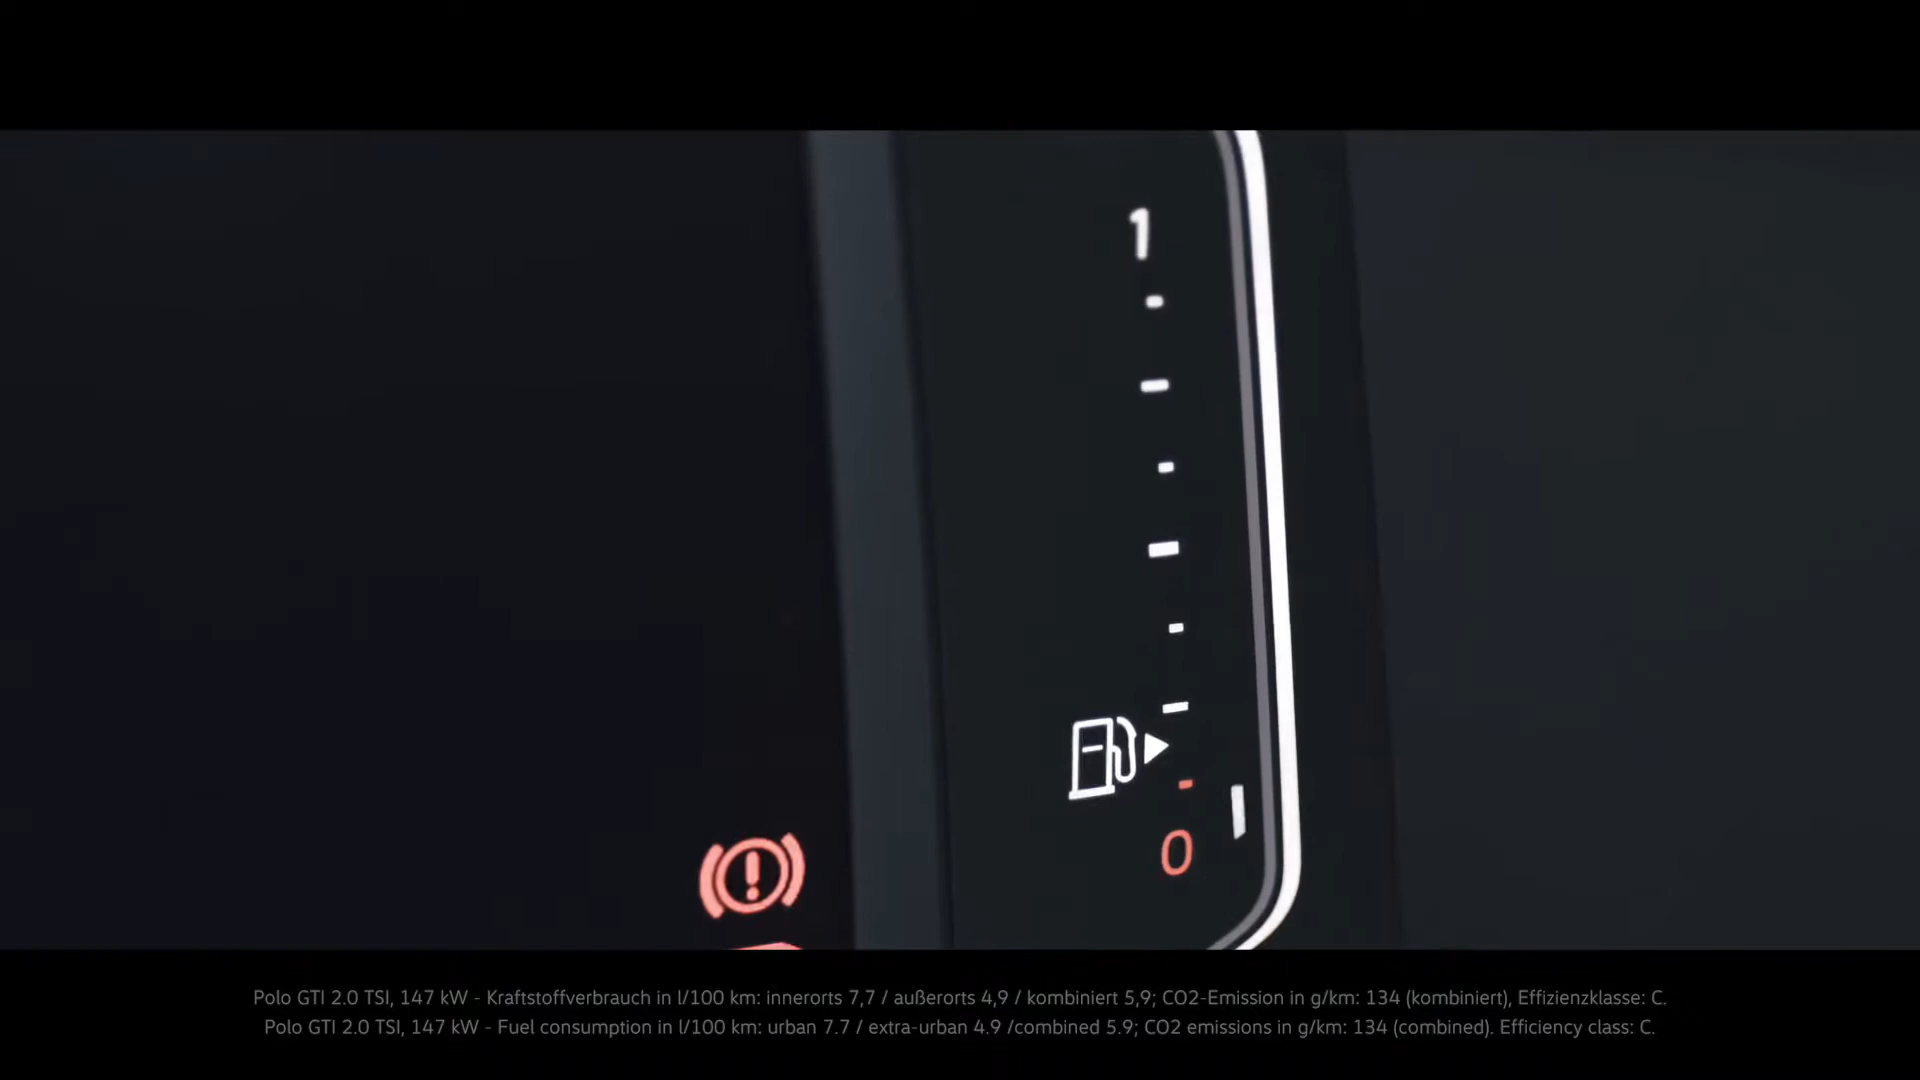 1
0
Polo GTI 2.0 TSI, 147 kW - Kraftstoffverbrauch in l/100 km: innerorts 7,7 / außerorts 4,9 / kombiniert 5,9; CO2-Emission in g/km: 134 (kombiniert), Effizienzklasse: C.
Polo GTI 2.0 TSI, 147 kW - Fuel consumption in l/100 km: urban 7.7 / extra-urban 4.9 /combined 5.9; CO2 emissions in g/km: 134 (combined). Efficiency class: C.